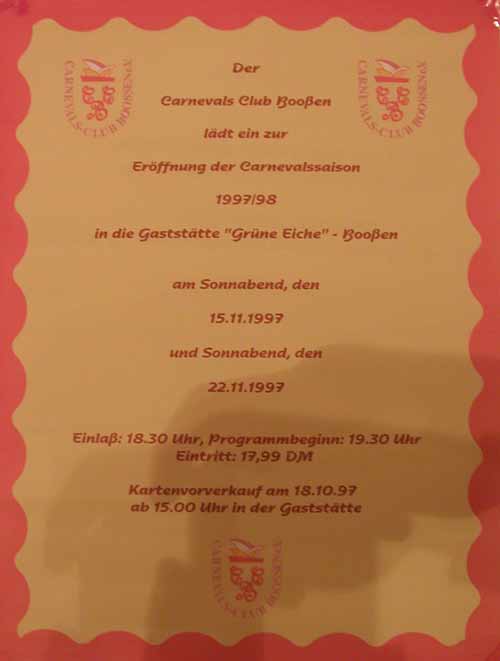 Der
Carnevals Club Booßen
lädt ein zur
Eröffnung der Carnevalssaison
1997/98
in die Gaststätte "Grüne Eiche" - Booßen
am Sonnabend, den
15.11.1997
und Sonnabend, den
22.11.1997
Einlaß: 18.30 Uhr, Programmbeginn: 19.30 Uhr
Eintritt: 17,99 DM
Kartenvorverkauf am 18.10.97
ab 15.00 Uhr in der Gaststätte
CARNEVALS-CLUB BOOSSEN
CARNEVALS-CLUB BOOSSEN
CARNEVALS-CLUB BOOSSEN